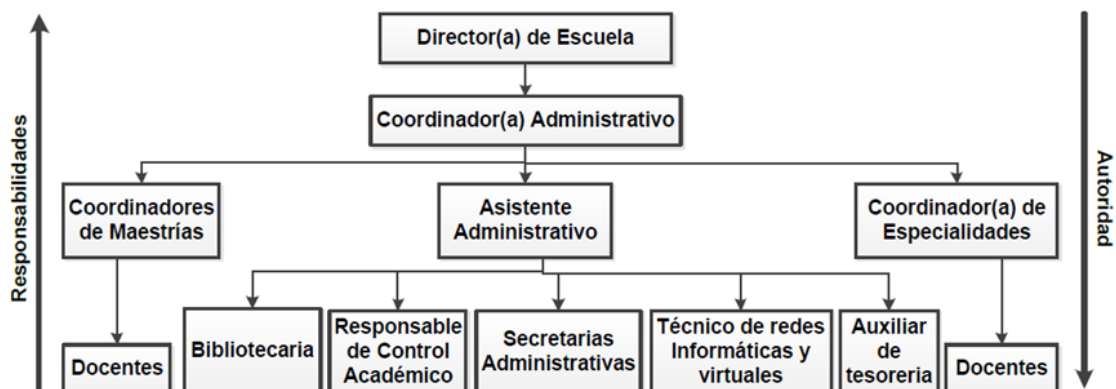 Director(a) de Escuela
Coordinador(a) Administrativo
Responsabilidades
Autoridad
Coordinadores
de Maestrías
Asistente
Administrativo
Coordinador(a) de
Especialidades
Docentes
Bibliotecaria
Responsable
de Control
Académico
Secretarias
Administrativas
Técnico de redes
Informáticas y
virtuales
Auxiliar
de
tesoreria
Docentes